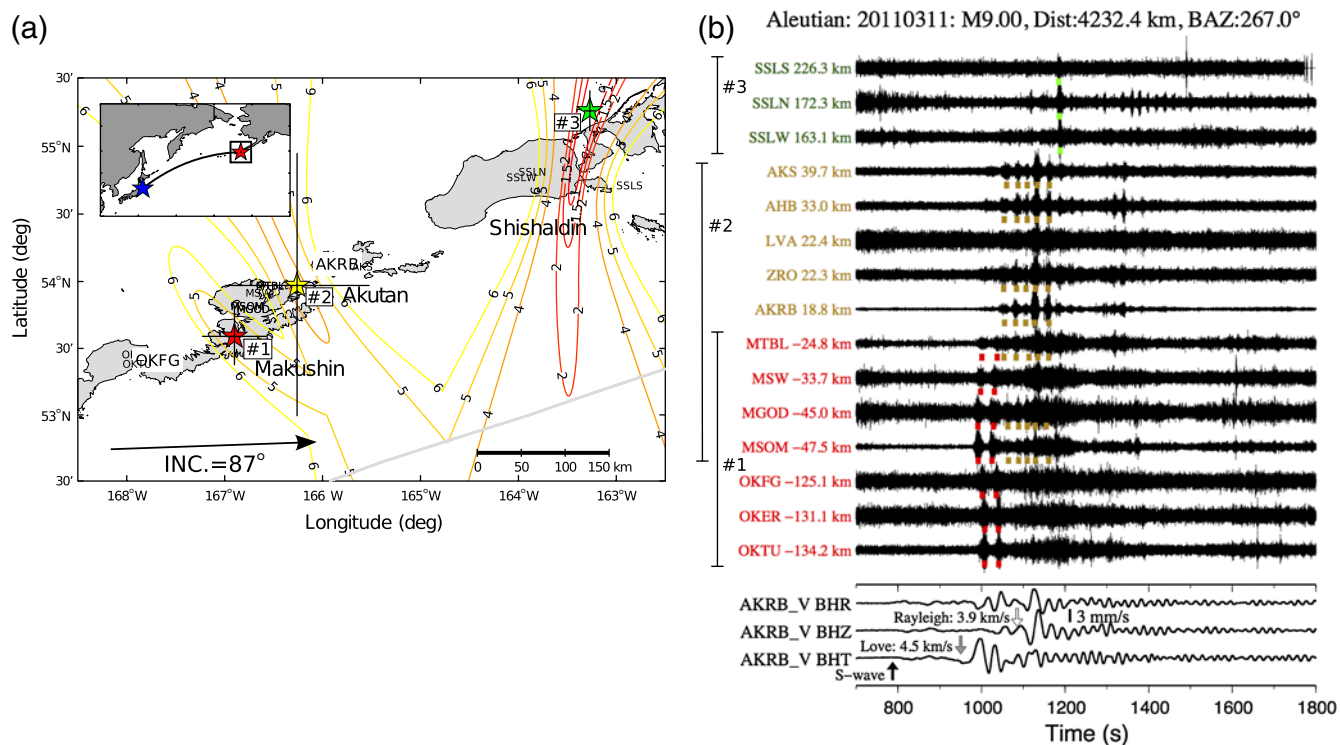 (a)
30'
55°N
30'
54°N
30'
53°N
30'
Latitude (deg)
168°W
167°W
166°W
165°W
164°W
163°W
Longitude (deg)
#3
SSLN
SSLW
SSLS
Shishaldin
AKRB
AKS
MTBL
#2
Akutan
MSOM
MGOD
#1
OKFG
OKTU
Makushin
INC.=87°
0 50 100 150 km
(b)
Aleutian: 20110311: M9.00, Dist:4232.4 km, BAZ:267.0°
#3
SSLS 226.3 km
SSLN 172.3 km
SSLW 163.1 km
#2
AKS 39.7 km
AHB 33.0 km
LVA 22.4 km
ZRO 22.3 km
AKRB 18.8 km
#1
MTBL −24.8 km
MSW −33.7 km
MGOD −45.0 km
MSOM −47.5 km
OKFG −125.1 km
OKER −131.1 km
OKTU −134.2 km
AKRB_V BHR
Rayleigh: 3.9 km/s
3 mm/s
AKRB_V BHZ
Love: 4.5 km/s
AKRB_V BHT
S−wave
800 1000 1200 1400 1600 1800
Time (s)